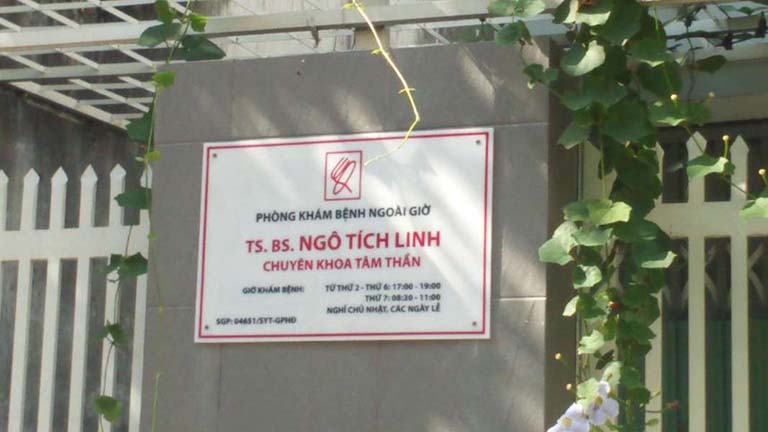 PHÒNG KHÁM BỆNH NGOÀI GIỜ
TS. BS. NGÔ TÍCH LINH
CHUYÊN KHOA TÂM THẦN
GIỜ KHÁM BỆNH: TỪ THỨ 2 - THỨ 6: 17:00 - 19:00
THỨ 7: 08:30 - 11:00
NGHỈ CHỦ NHẬT, CÁC NGÀY LỄ
SGP: 04651/SYT-GPHĐ